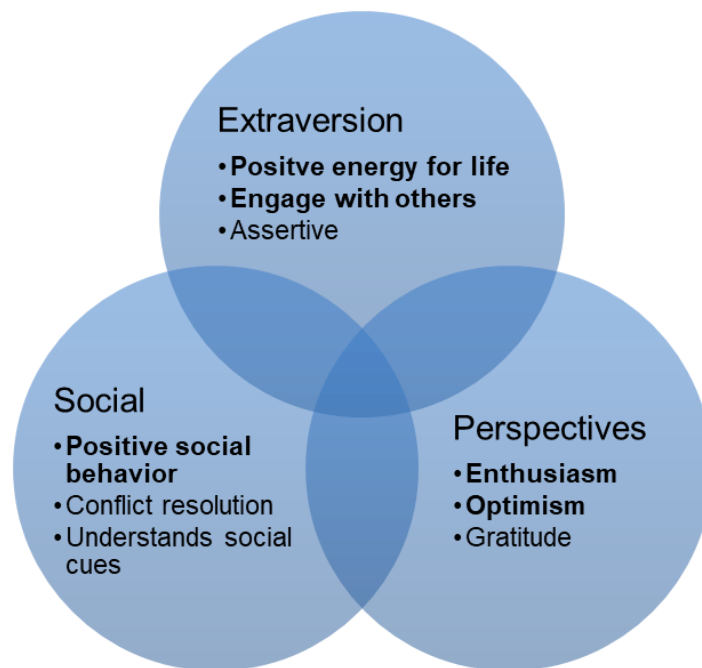 Extraversion
•Positve energy for life
•Engage with others
•Assertive
Social
•Positive social
behavior
•Conflict resolution
•Understands social
cues
Perspectives
•Enthusiasm
•Optimism
•Gratitude